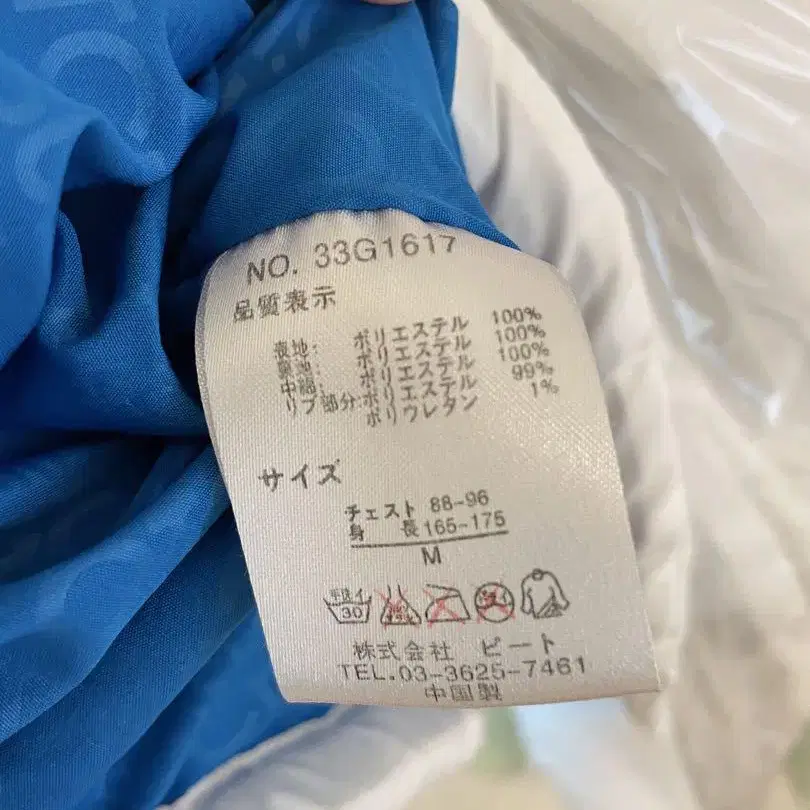 NO. 33G1617
品質表示
表地: ポリエステル 100%
裏地: ポリエステル 100%
中綿: ポリエステル 100%
リブ部分: ポリエステル 99%
ポリウレタン 1%
サイズ
チェスト 88-96
身 長 165-175
M
手洗イ
30
株式会社 ビート
TEL.03-3625-7461
中国製